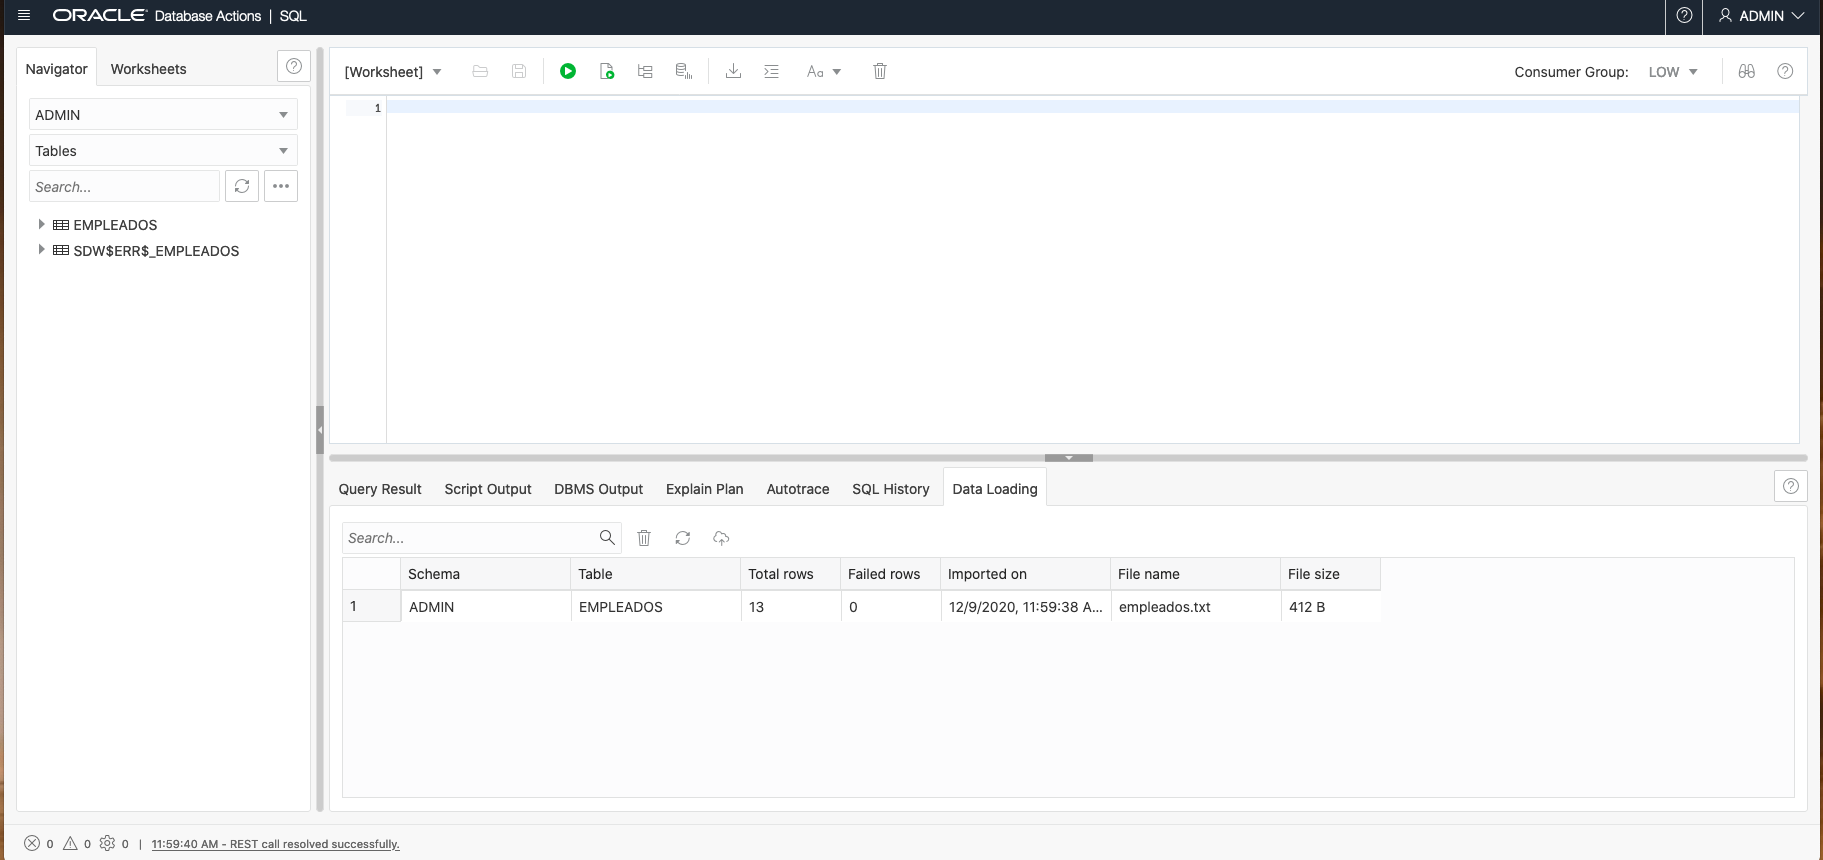 ORACLE Database Actions | SQL
ADMIN
Navigator
Worksheets
ADMIN
Tables
Search...
EMPLEADOS
SDW$ERR$_EMPLEADOS
[Worksheet]
Aa
Consumer Group: LOW
1
Query Result
Script Output
DBMS Output
Explain Plan
Autotrace
SQL History
Data Loading
Search...
Schema Table Total rows Failed rows Imported on File name File size
1 ADMIN EMPLEADOS 13 0 12/9/2020, 11:59:38 A... empleados.txt 412 B
0 0 0 | 11:59:40 AM - REST call resolved successfully.